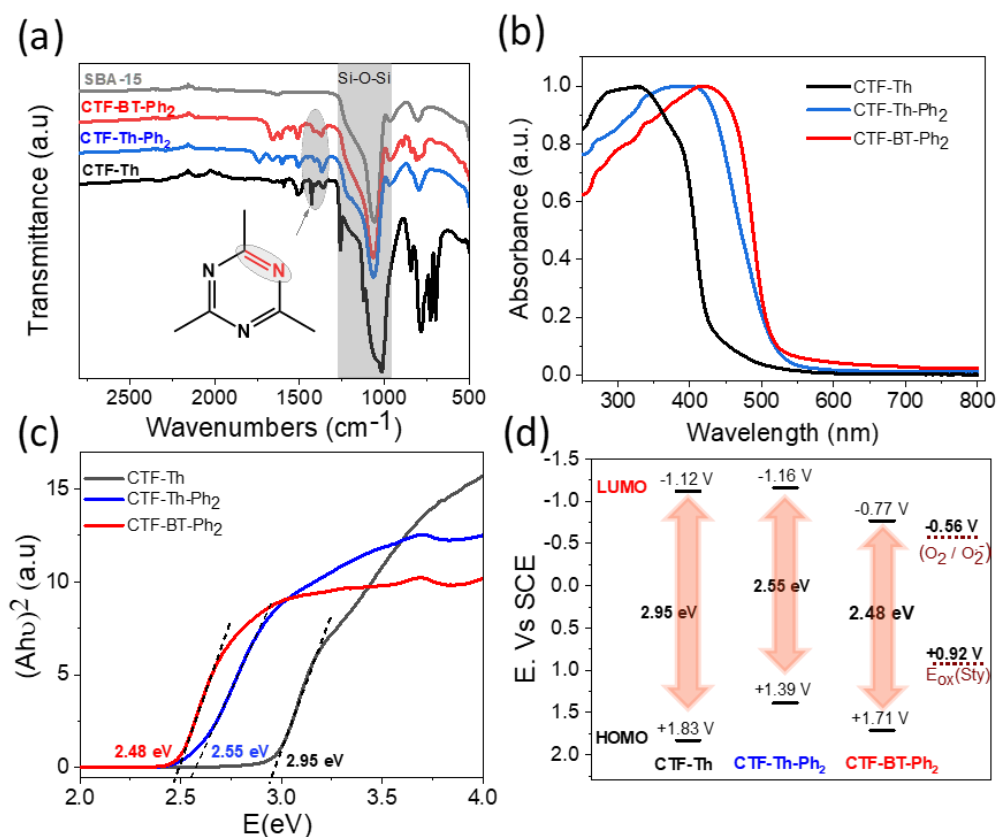 (a)
Si-O-Si
SBA-15
CTF-BT-Ph2
CTF-Th-Ph2
CTF-Th
N
N
N
Transmittance (a.u)
2500 2000 1500 1000 500
Wavenumbers (cm-1)
(b)
CTF-Th
CTF-Th-Ph2
CTF-BT-Ph2
Absorbance (a.u.)
1.0
0.8
0.6
0.4
0.2
0.0
300 400 500 600 700 800
Wavelength (nm)
(c)
CTF-Th
CTF-Th-Ph2
CTF-BT-Ph2
(Ahυ)2 (a.u)
15
10
5
0
2.48 eV 2.55 eV 2.95 eV
2.0 2.5 3.0 3.5 4.0
E(eV)
(d)
E. Vs SCE
-1.5
-1.0
-0.5
0.0
0.5
1.0
1.5
2.0
LUMO
HOMO
-1.12 V
-1.16 V
-0.77 V
-0.56 V
(O2 / O2-)
2.95 eV
2.55 eV
2.48 eV
+0.92 V
Eox(Sty)
+1.83 V
+1.39 V
+1.71 V
CTF-Th CTF-Th-Ph2 CTF-BT-Ph2